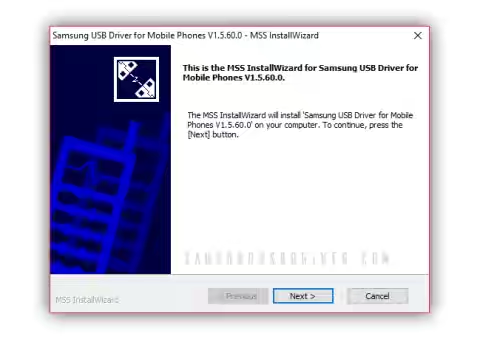 Samsung USB Driver for Mobile Phones V1.5.60.0 - MSS InstallWizard
This is the MSS InstallWizard for Samsung USB Driver for
Mobile Phones V1.5.60.0.
The MSS InstallWizard will install 'Samsung USB Driver for Mobile
Phones V1.5.60.0' on your computer. To continue, press the
[Next] button.
MSS InstallWizard
Previous
Next >
Cancel